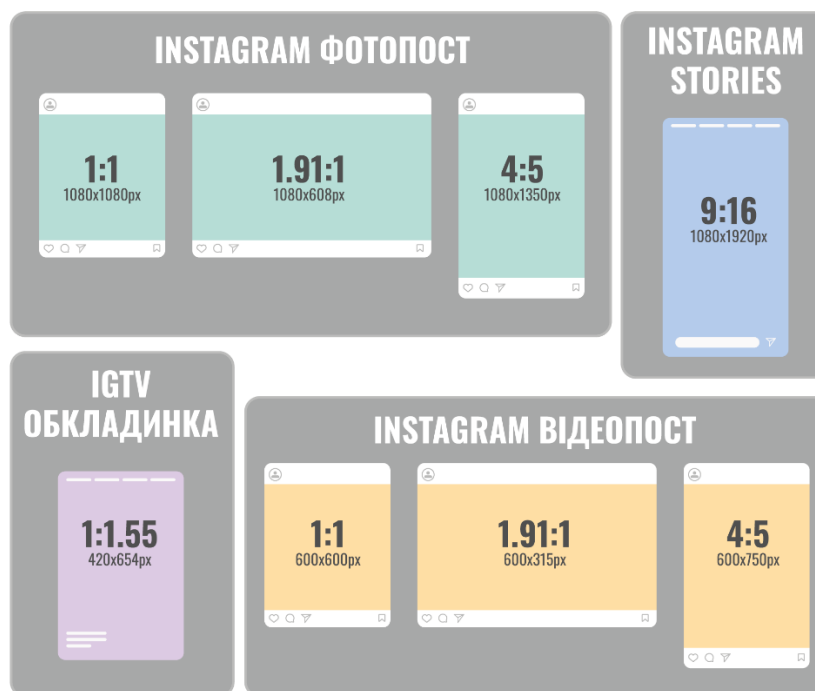 INSTAGRAM ФОТОПОСТ
1:1
1080x1080px
1.91:1
1080x608px
4:5
1080x1350px
INSTAGRAM
STORIES
9:16
1080x1920px
IGTV
ОБКЛАДИНКА
1:1.55
420x654px
INSTAGRAM ВІДЕОПОСТ
1:1
600x600px
1.91:1
600x315px
4:5
600x750px